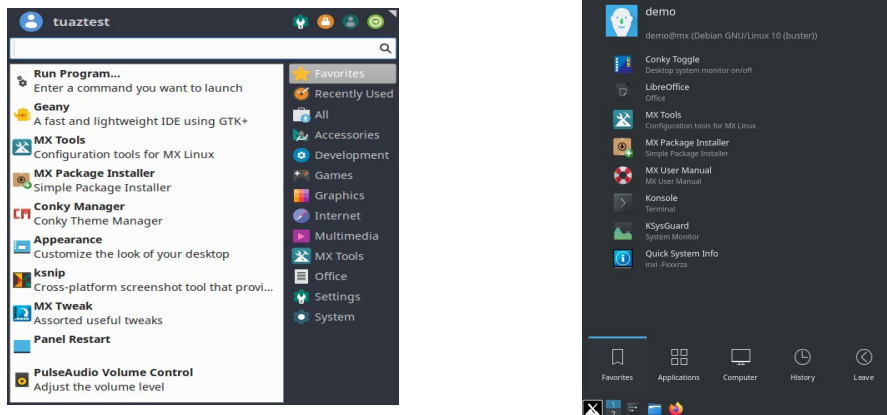 tuaztest
Run Program...
Enter a command you want to launch
Geany
A fast and lightweight IDE using GTK+
MX Tools
Configuration tools for MX Linux
MX Package Installer
Simple Package Installer
Conky Manager
Conky Theme Manager
Appearance
Customize the look of your desktop
ksnip
Cross-platform screenshot tool that provi...
MX Tweak
Assorted useful tweaks
Panel Restart
PulseAudio Volume Control
Adjust the volume level
Favorites
Recently Used
All
Accessories
Development
Games
Graphics
Internet
Multimedia
MX Tools
Office
Settings
System
demo
demo@mx (Debian GNU/Linux 10 (buster))
Conky Toggle
Desktop system monitor on/off
LibreOffice
Office
MX Tools
Configuration tools for MX Linux
MX Package Installer
Simple Package Installer
MX User Manual
MX User Manual
Konsole
Terminal
KSysGuard
System Monitor
Quick System Info
inxi -Fxxxrza
Favorites Applications Computer History Leave
1
2